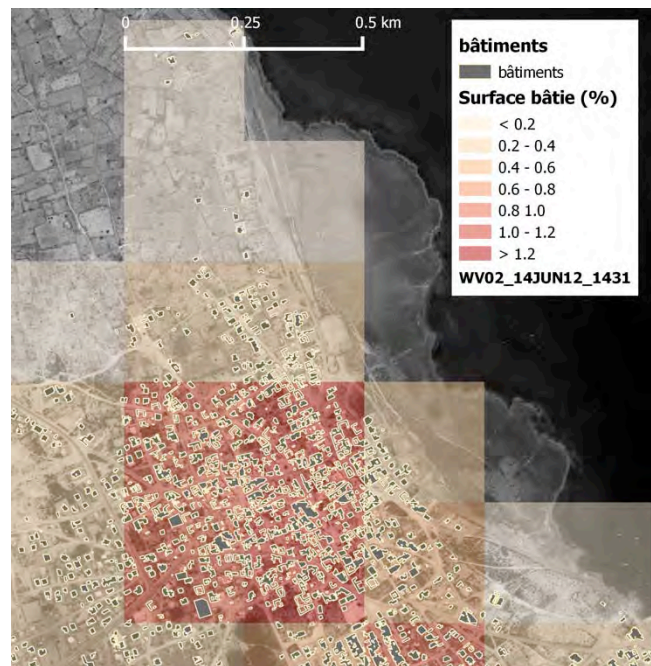 0 0.25 0.5 km
bâtiments
bâtiments
Surface bâtie (%)
< 0.2
0.2 - 0.4
0.4 - 0.6
0.6 - 0.8
0.8 1.0
1.0 - 1.2
> 1.2
WV02_14JUN12_1431